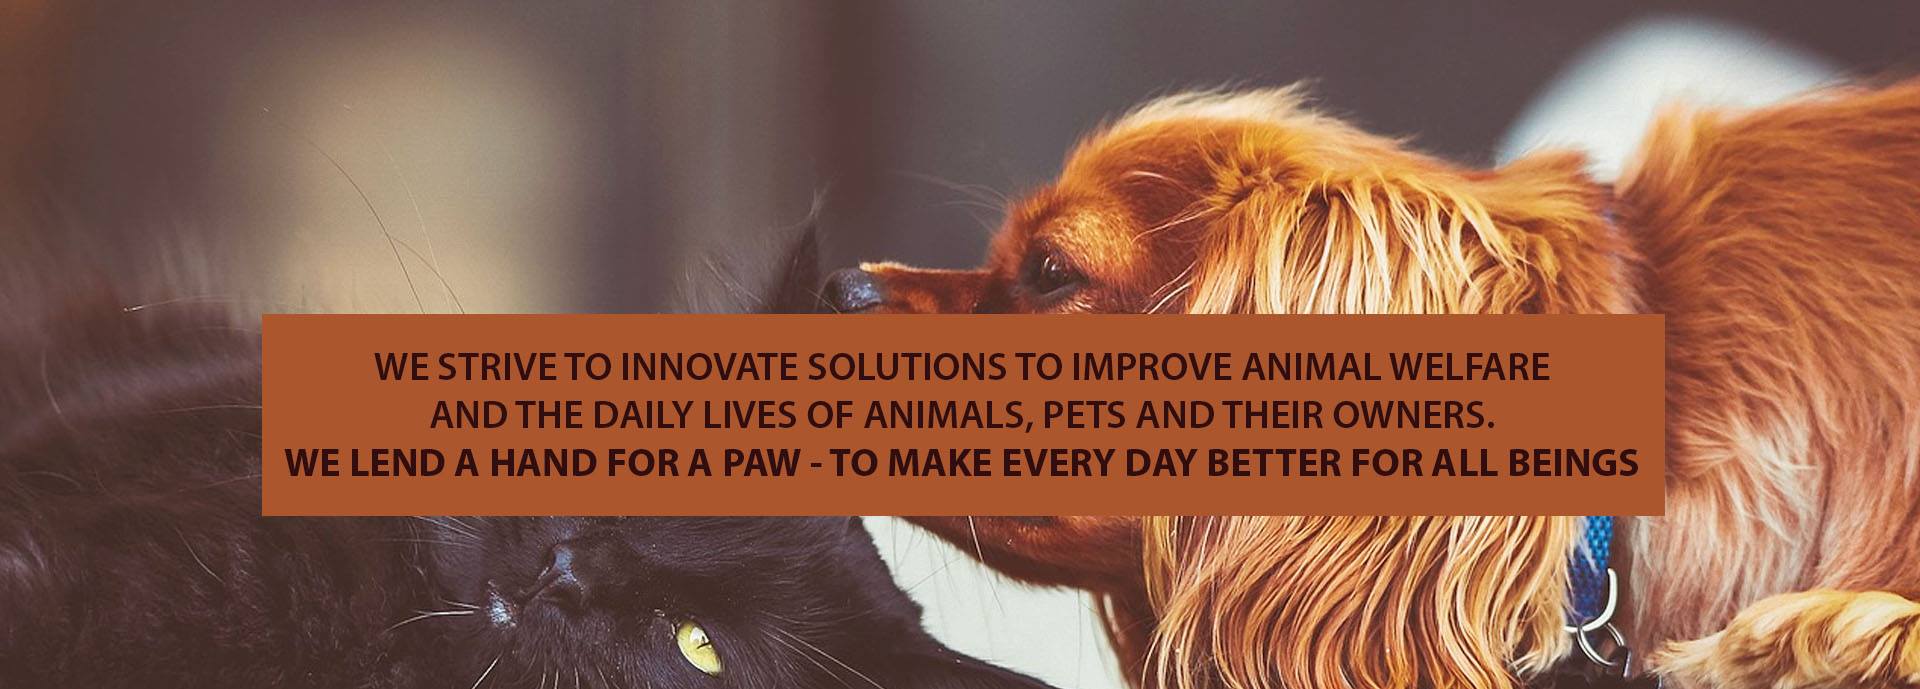 WE STRIVE TO INNOVATE SOLUTIONS TO IMPROVE ANIMAL WELFARE
AND THE DAILY LIVES OF ANIMALS, PETS AND THEIR OWNERS.
WE LEND A HAND FOR A PAW - TO MAKE EVERY DAY BETTER FOR ALL BEINGS